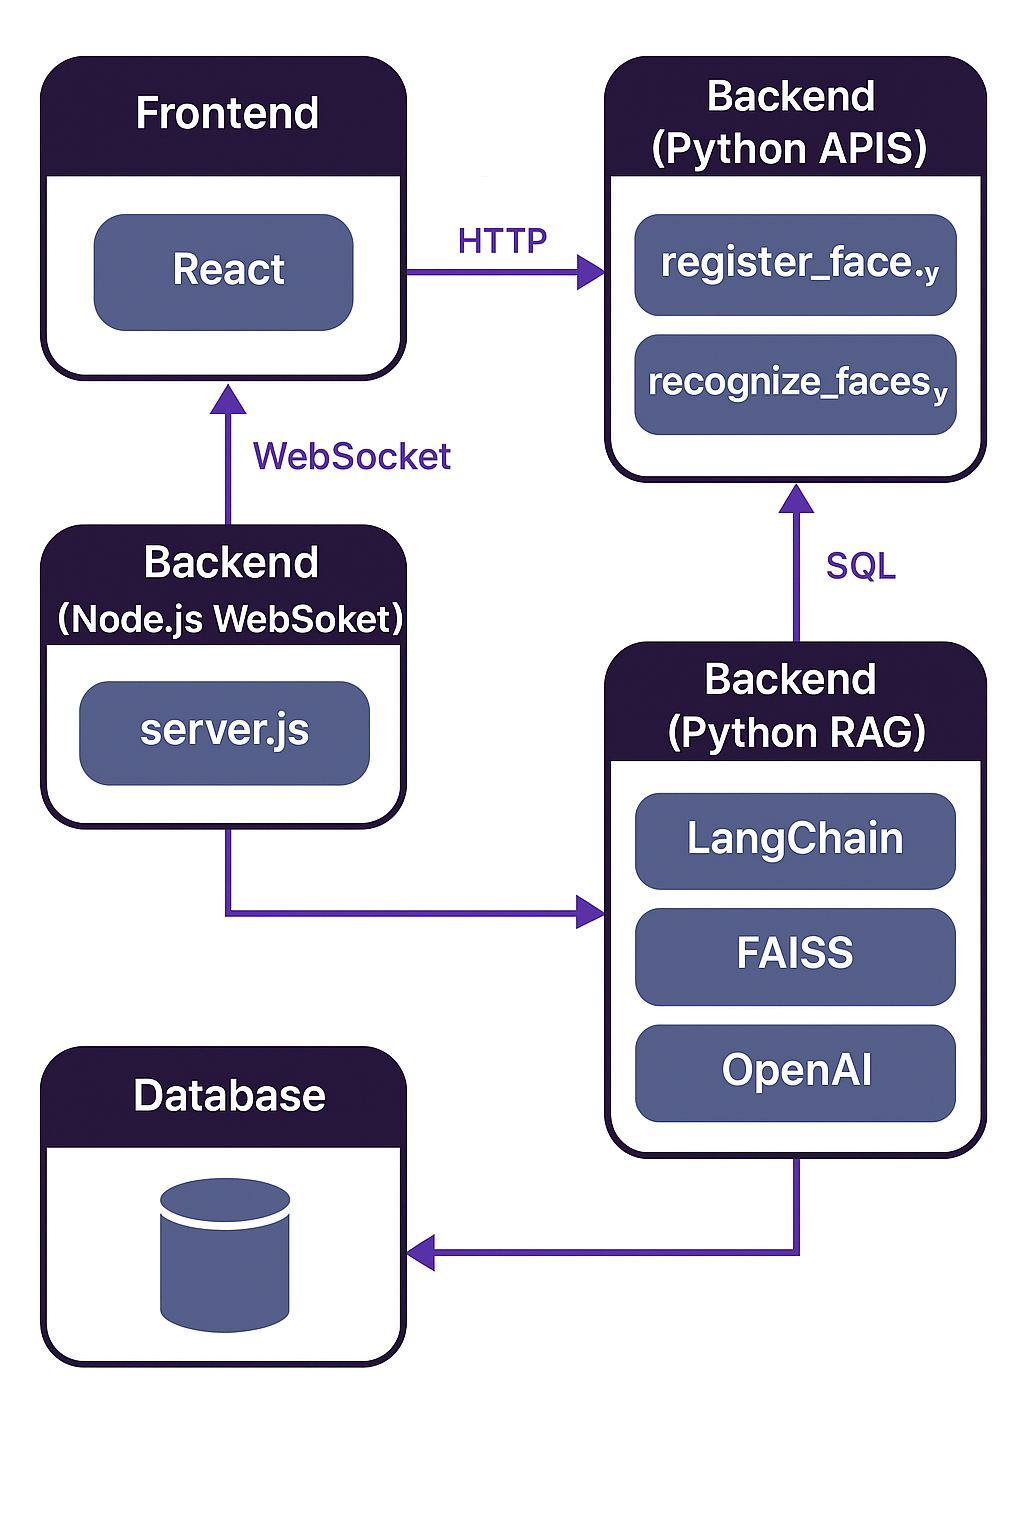 Frontend
React
HTTP
Backend
(Python APIS)
register_face.y
recognize_facesy
WebSocket
Backend
(Node.js WebSoket)
server.js
SQL
Backend
(Python RAG)
LangChain
FAISS
OpenAI
Database